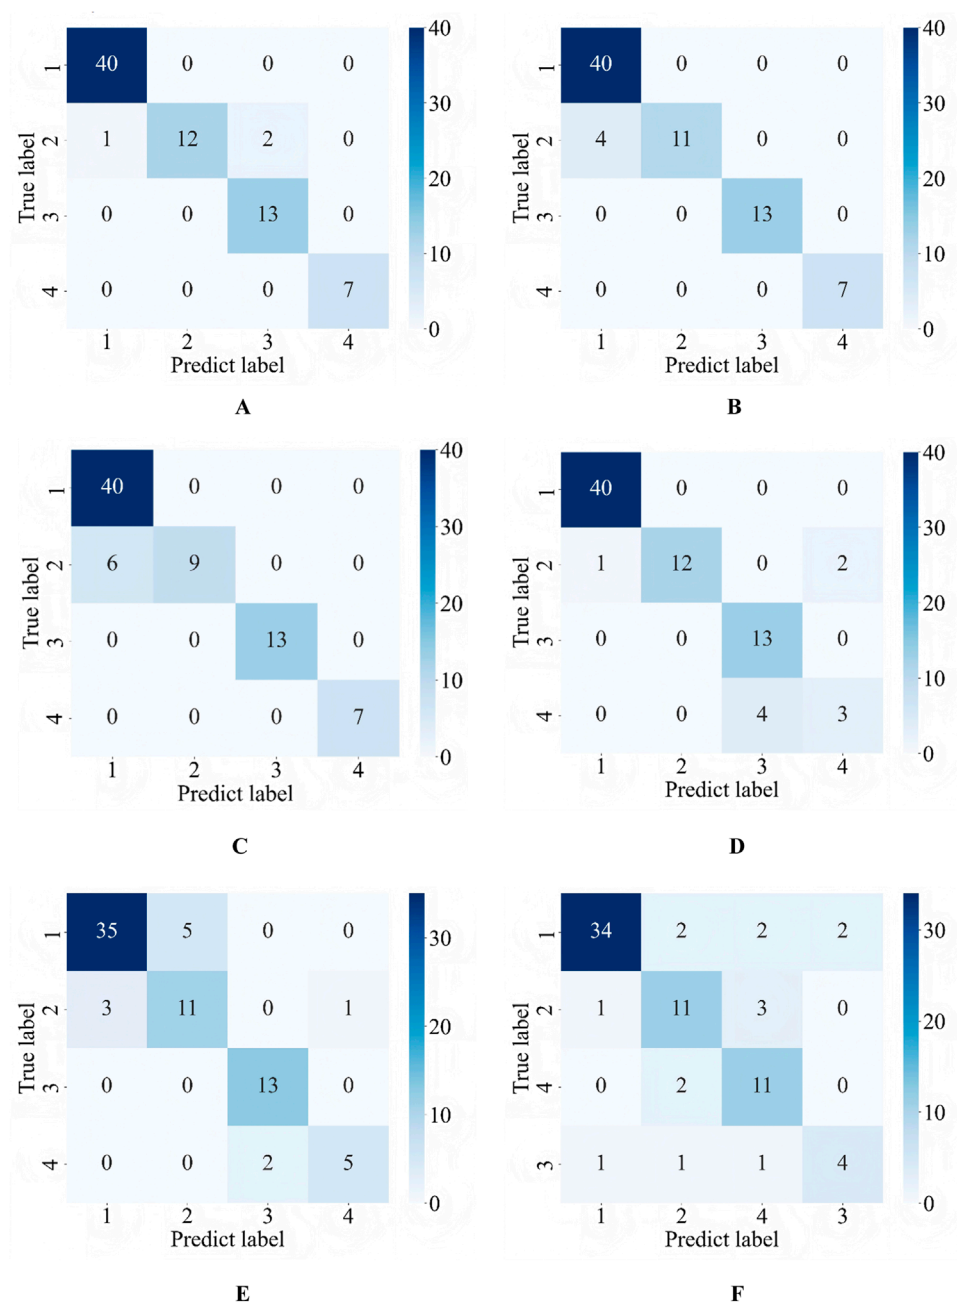 40 0 0 0
1 12 2 0
0 0 13 0
0 0 0 7
1 2 3 4
1 2 3 4
True label
Predict label
40 30 20 10 0
A
40 0 0 0
4 11 0 0
0 0 13 0
0 0 0 7
1 2 3 4
1 2 3 4
True label
Predict label
40 30 20 10 0
B
40 0 0 0
6 9 0 0
0 0 13 0
0 0 0 7
1 2 3 4
1 2 3 4
True label
Predict label
40 30 20 10 0
C
40 0 0 0
1 12 0 2
0 0 13 0
0 0 4 3
1 2 3 4
1 2 3 4
True label
Predict label
40 30 20 10 0
D
35 5 0 0
3 11 0 1
0 0 13 0
0 0 2 5
1 2 3 4
1 2 3 4
True label
Predict label
30 20 10 0
E
34 2 2 2
1 11 3 0
0 2 11 0
1 1 1 4
1 2 4 3
1 2 4 3
True label
Predict label
30 20 10 0
F